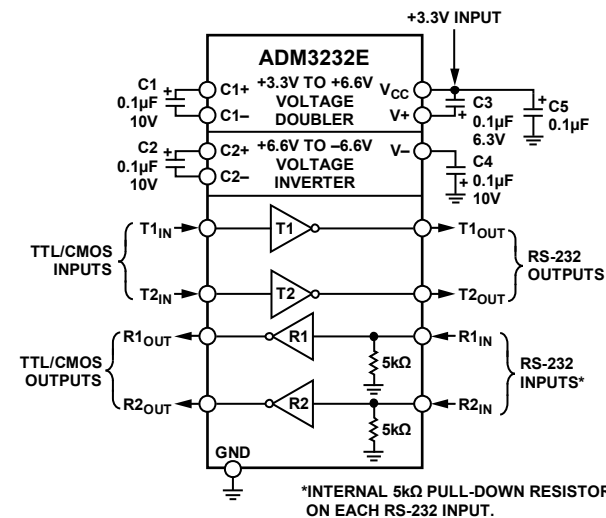 +3.3V INPUT
ADM3232E
C1
0.1µF
10V
+
C1+
C1–
+3.3V TO +6.6V
VOLTAGE
DOUBLER
VCC
V+
+
C3
0.1µF
6.3V
+
C5
0.1µF
C2
0.1µF
10V
+
C2+
C2–
+6.6V TO –6.6V
VOLTAGE
INVERTER
V–
+
C4
0.1µF
10V
TTL/CMOS
INPUTS
T1IN
T1
T1OUT
T2IN
T2
T2OUT
RS-232
OUTPUTS
TTL/CMOS
OUTPUTS
R1OUT
R1
5kΩ
R1IN
R2OUT
R2
5kΩ
R2IN
RS-232
INPUTS*
GND
*INTERNAL 5kΩ PULL-DOWN RESISTOR
ON EACH RS-232 INPUT.